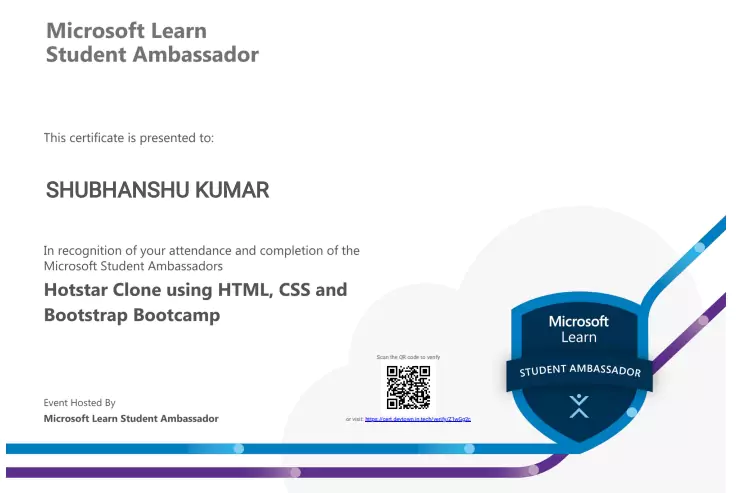 Microsoft Learn
Student Ambassador
This certificate is presented to:
SHUBHANSHU KUMAR
In recognition of your attendance and completion of the
Microsoft Student Ambassadors
Hotstar Clone using HTML, CSS and
Bootstrap Bootcamp
Scan the QR code to verify
or visit: https://cert.devtown.in.tech/verify/Z1wGg2c
Event Hosted By
Microsoft Learn Student Ambassador
Microsoft
Learn
STUDENT AMBASSADOR